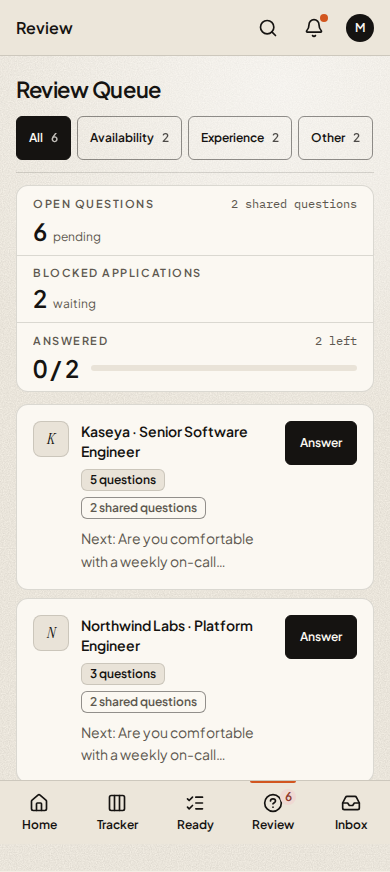 Review
M
Review Queue
All 6
Availability 2
Experience 2
Other 2
OPEN QUESTIONS
2 shared questions
6 pending
BLOCKED APPLICATIONS
2 waiting
ANSWERED
2 left
0/2
K
Kaseya · Senior Software
Engineer
Answer
5 questions
2 shared questions
Next: Are you comfortable
with a weekly on-call...
N
Northwind Labs · Platform
Engineer
Answer
3 questions
2 shared questions
Next: Are you comfortable
with a weekly on-call...
6
Home
Tracker
Ready
Review
Inbox